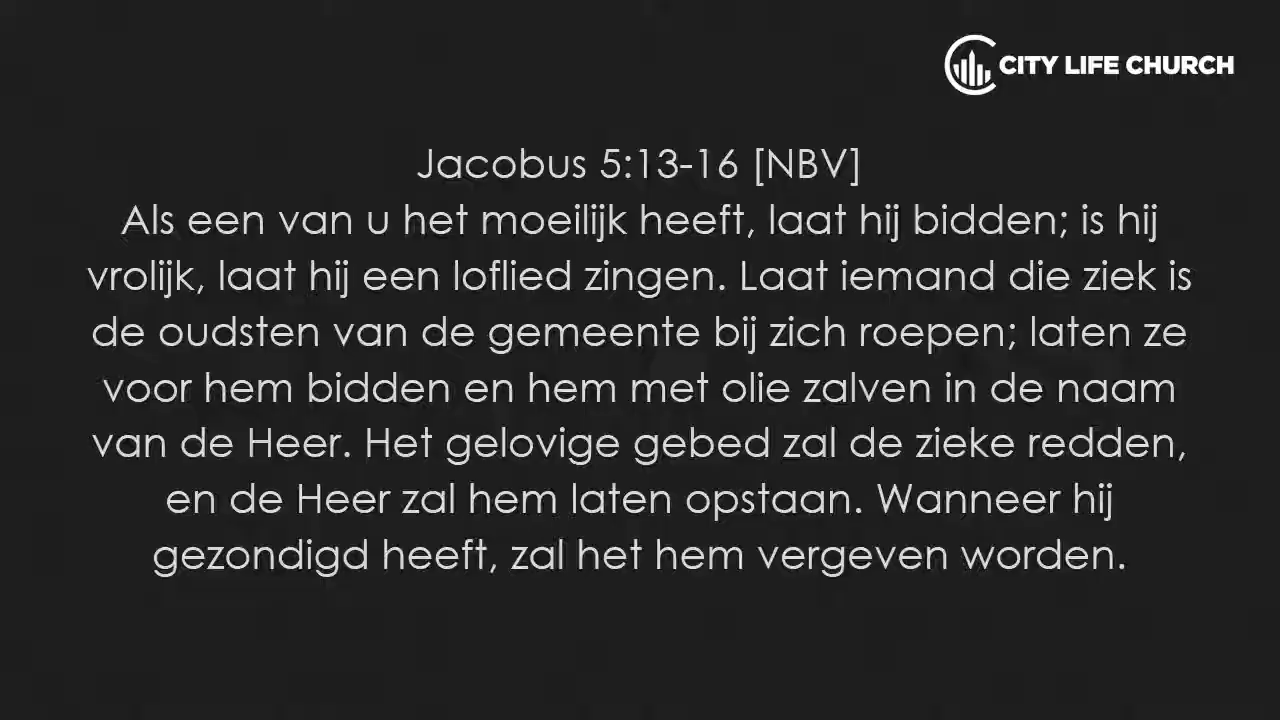 CITY LIFE CHURCH
Jacobus 5:13-16 [NBV]
Als een van u het moeilijk heeft, laat hij bidden; is hij
vrolijk, laat hij een loflied zingen. Laat iemand die ziek is
de oudsten van de gemeente bij zich roepen; laten ze
voor hem bidden en hem met olie zalven in de naam
van de Heer. Het gelovige gebed zal de zieke redden,
en de Heer zal hem laten opstaan. Wanneer hij
gezondigd heeft, zal het hem vergeven worden.